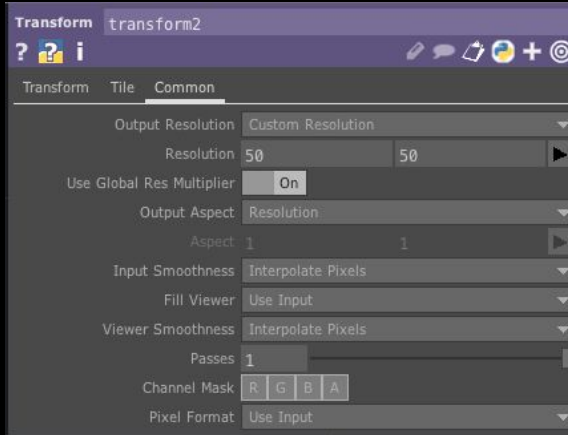 Transform transform2
? ? i
Transform Tile Common
Output Resolution Custom Resolution
Resolution 50 50
Use Global Res Multiplier On
Output Aspect Resolution
Aspect 1 1
Input Smoothness Interpolate Pixels
Fill Viewer Use Input
Viewer Smoothness Interpolate Pixels
Passes 1
Channel Mask R G B A
Pixel Format Use Input